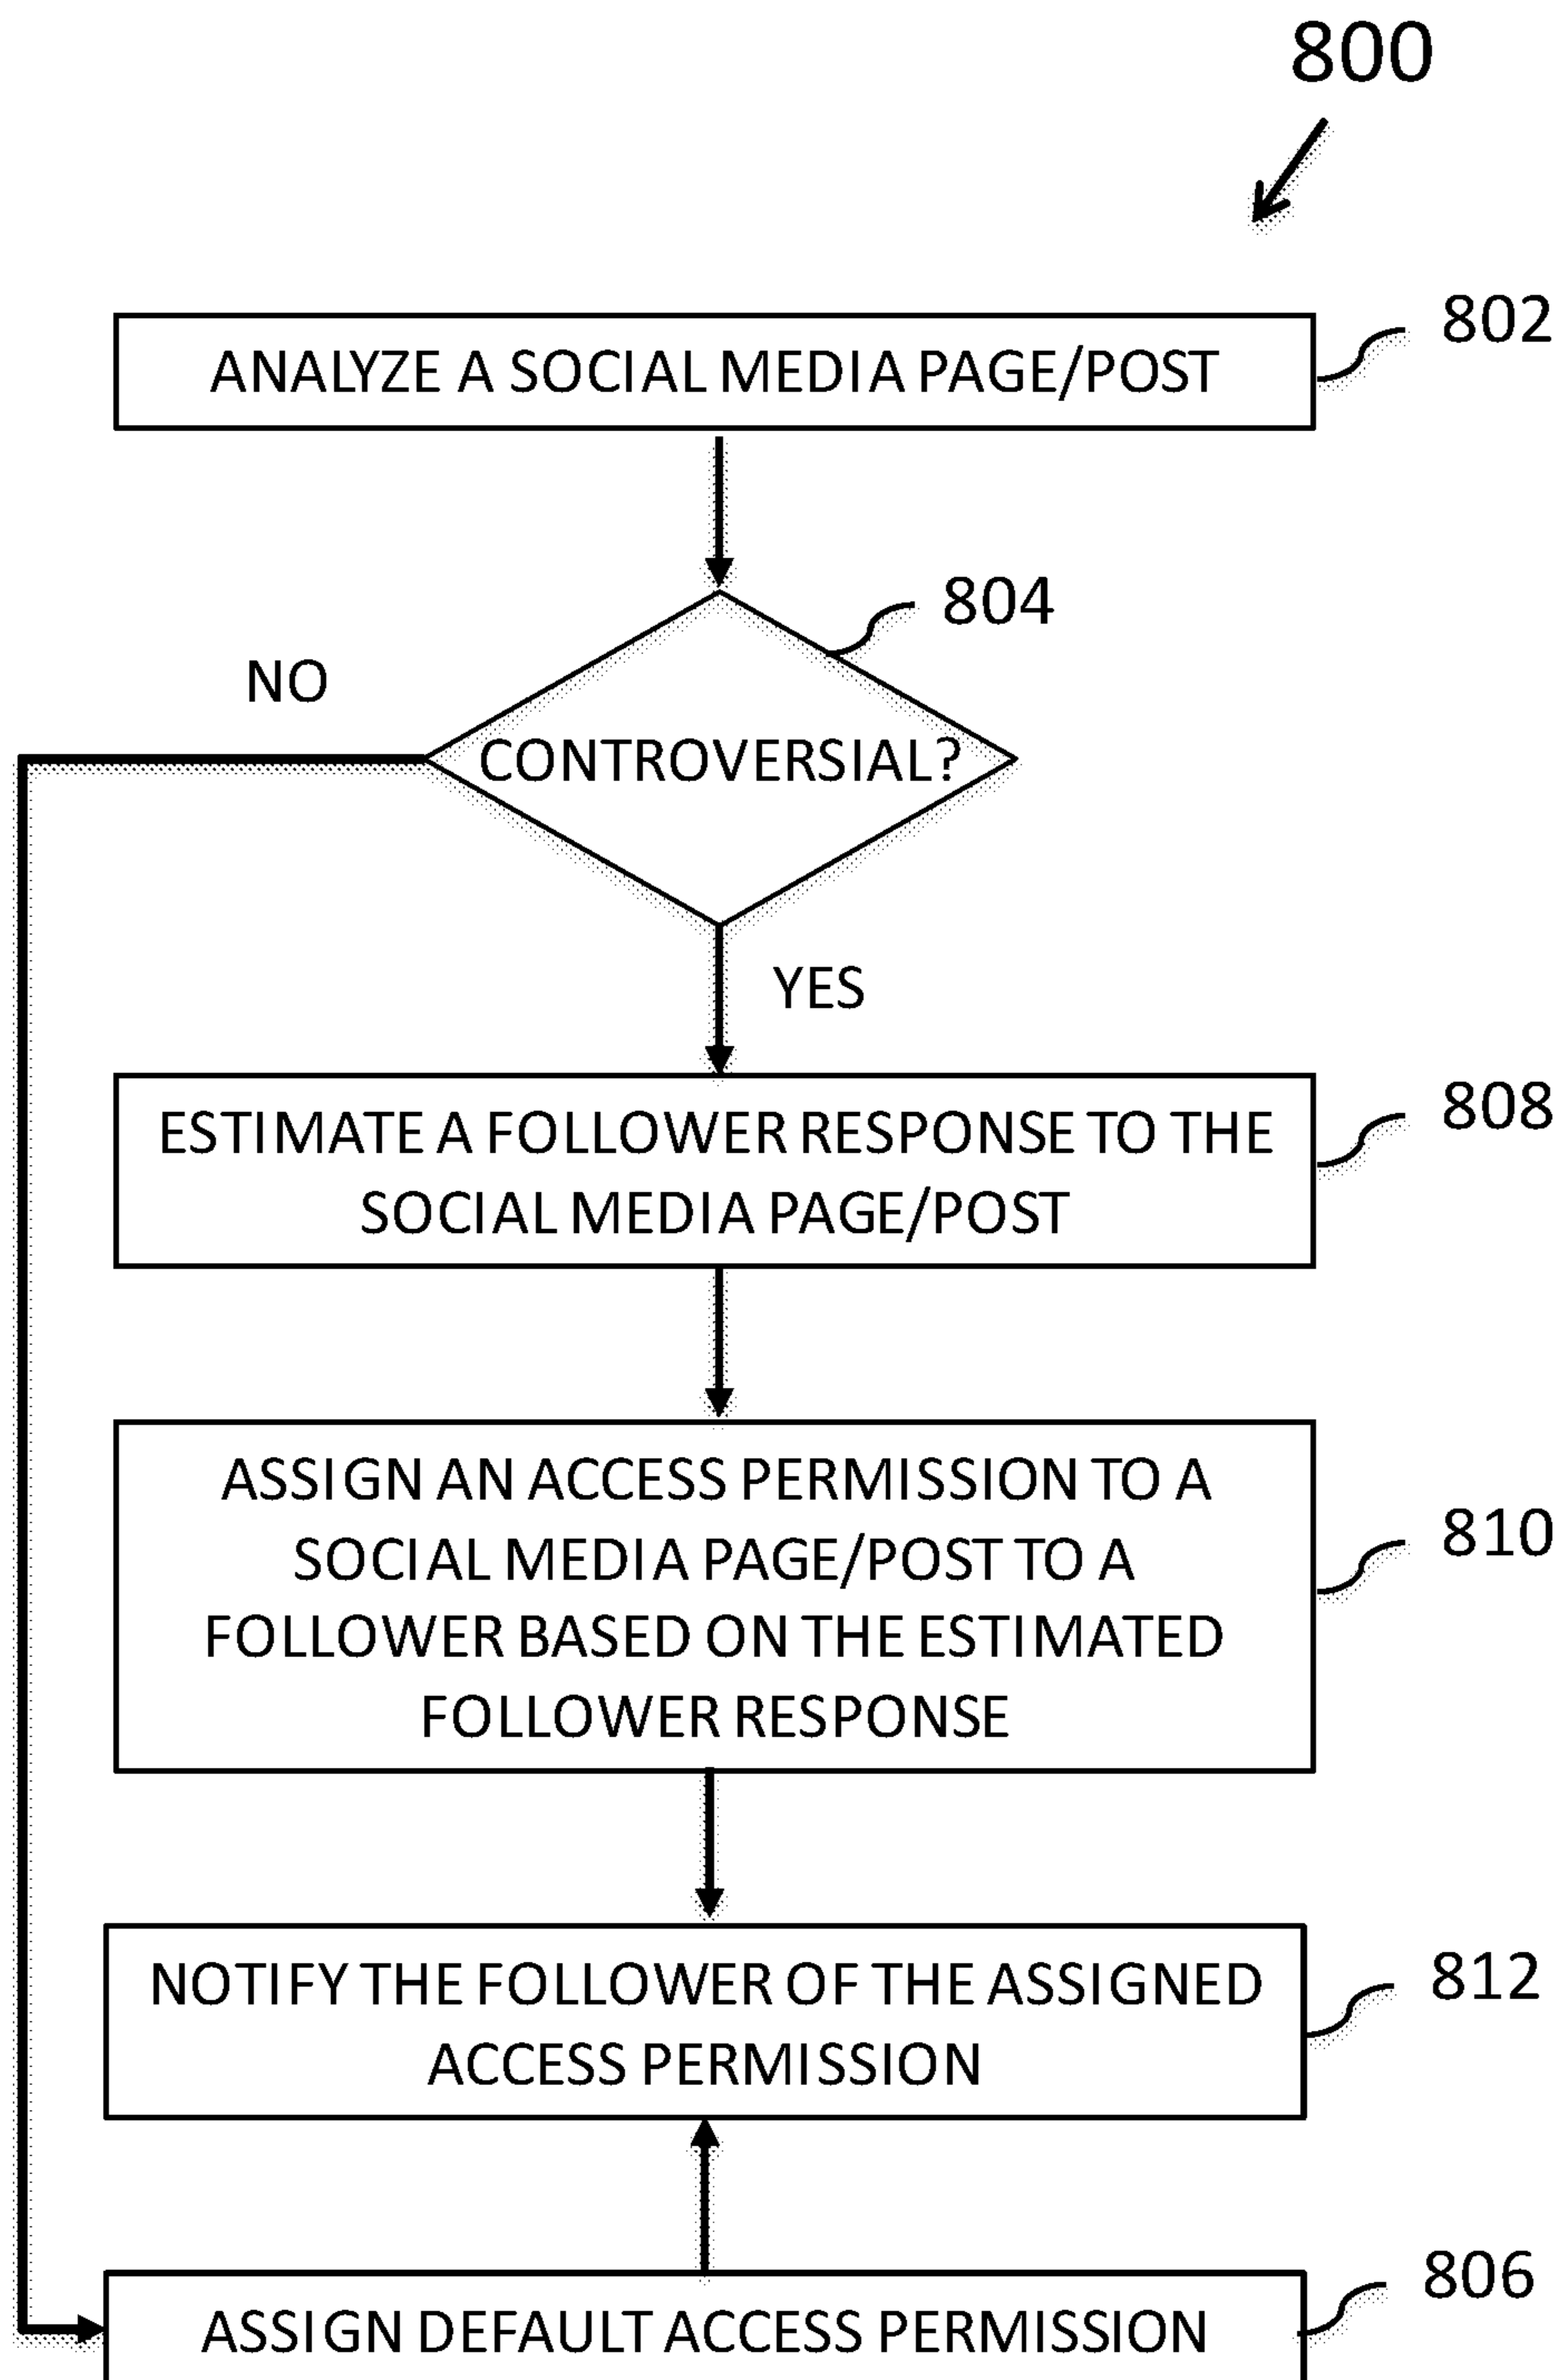 800
802
ANALYZE A SOCIAL MEDIA PAGE/POST
804
NO
CONTROVERSIAL?
YES
808
ESTIMATE A FOLLOWER RESPONSE TO THE
SOCIAL MEDIA PAGE/POST
ASSIGN AN ACCESS PERMISSION TO A
810
SOCIAL MEDIA PAGE/POST TO A
FOLLOWER BASED ON THE ESTIMATED
FOLLOWER RESPONSE
812
NOTIFY THE FOLLOWER OF THE ASSIGNED
ACCESS PERMISSION
806
ASSIGN DEFAULT ACCESS PERMISSION